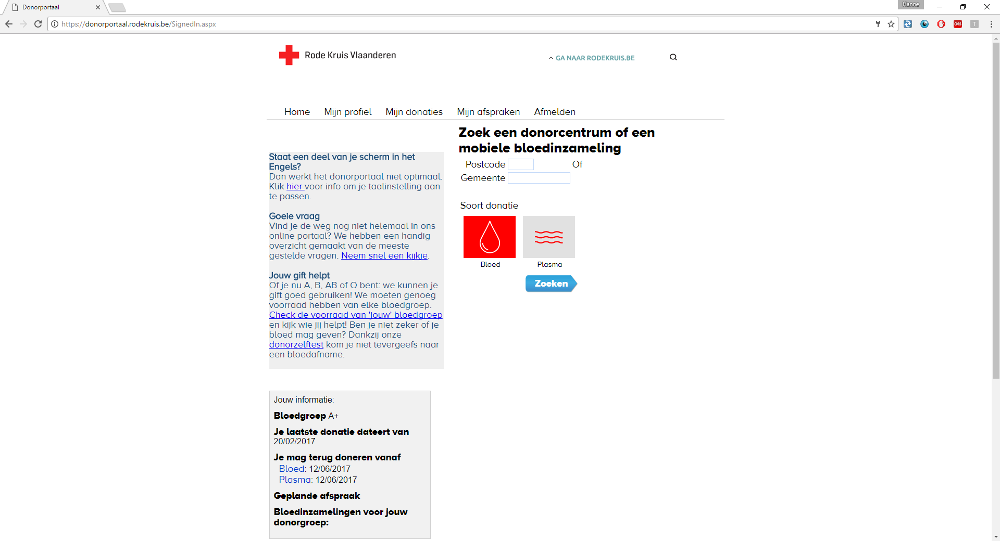 Donorportaal
Hanne
https://donorportaal.rodekruis.be/SignedIn.aspx
CORS
T
Rode Kruis Vlaanderen
GA NAAR RODEKRUIS.BE
Home Mijn profiel Mijn donaties Mijn afspraken Afmelden
Staat een deel van je scherm in het
Engels?
Dan werkt het donorportaal niet optimaal.
Klik hier voor info om je taalinstelling aan
te passen.
Goeie vraag
Vind je de weg nog niet helemaal in ons
online portaal? We hebben een handig
overzicht gemaakt van de meeste
gestelde vragen. Neem snel een kijkje.
Jouw gift helpt
Of je nu A, B, AB of O bent: we kunnen je
gift goed gebruiken! We moeten genoeg
voorraad hebben van elke bloedgroep.
Check de voorraad van 'jouw' bloedgroep
en kijk wie jij helpt! Ben je niet zeker of je
bloed mag geven? Dankzij onze
donorzelftest kom je niet tevergeefs naar
een bloedafname.
Zoek een donorcentrum of een
mobiele bloedinzameling
Postcode Of
Gemeente
Soort donatie
Bloed Plasma
Zoeken
Jouw informatie:
Bloedgroep A+
Je laatste donatie dateert van
20/02/2017
Je mag terug doneren vanaf
Bloed: 12/06/2017
Plasma: 12/06/2017
Geplande afspraak
Bloedinzamelingen voor jouw
donorgroep: